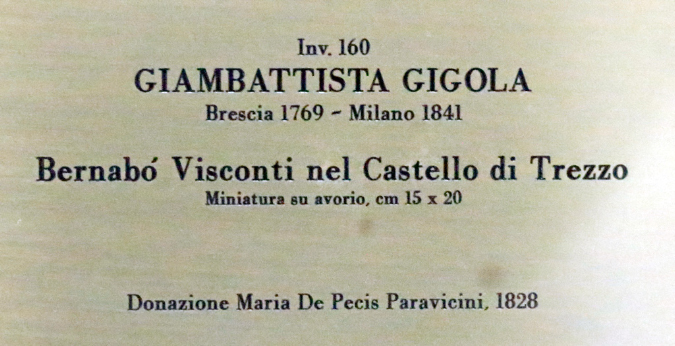 Inv. 160
GIAMBATTISTA GIGOLA
Brescia 1769 ~ Milano 1841
Bernabó Visconti nel Castello di Trezzo
Miniatura su avorio, cm 15 x 20
Donazione Maria De Pecis Paravicini, 1828